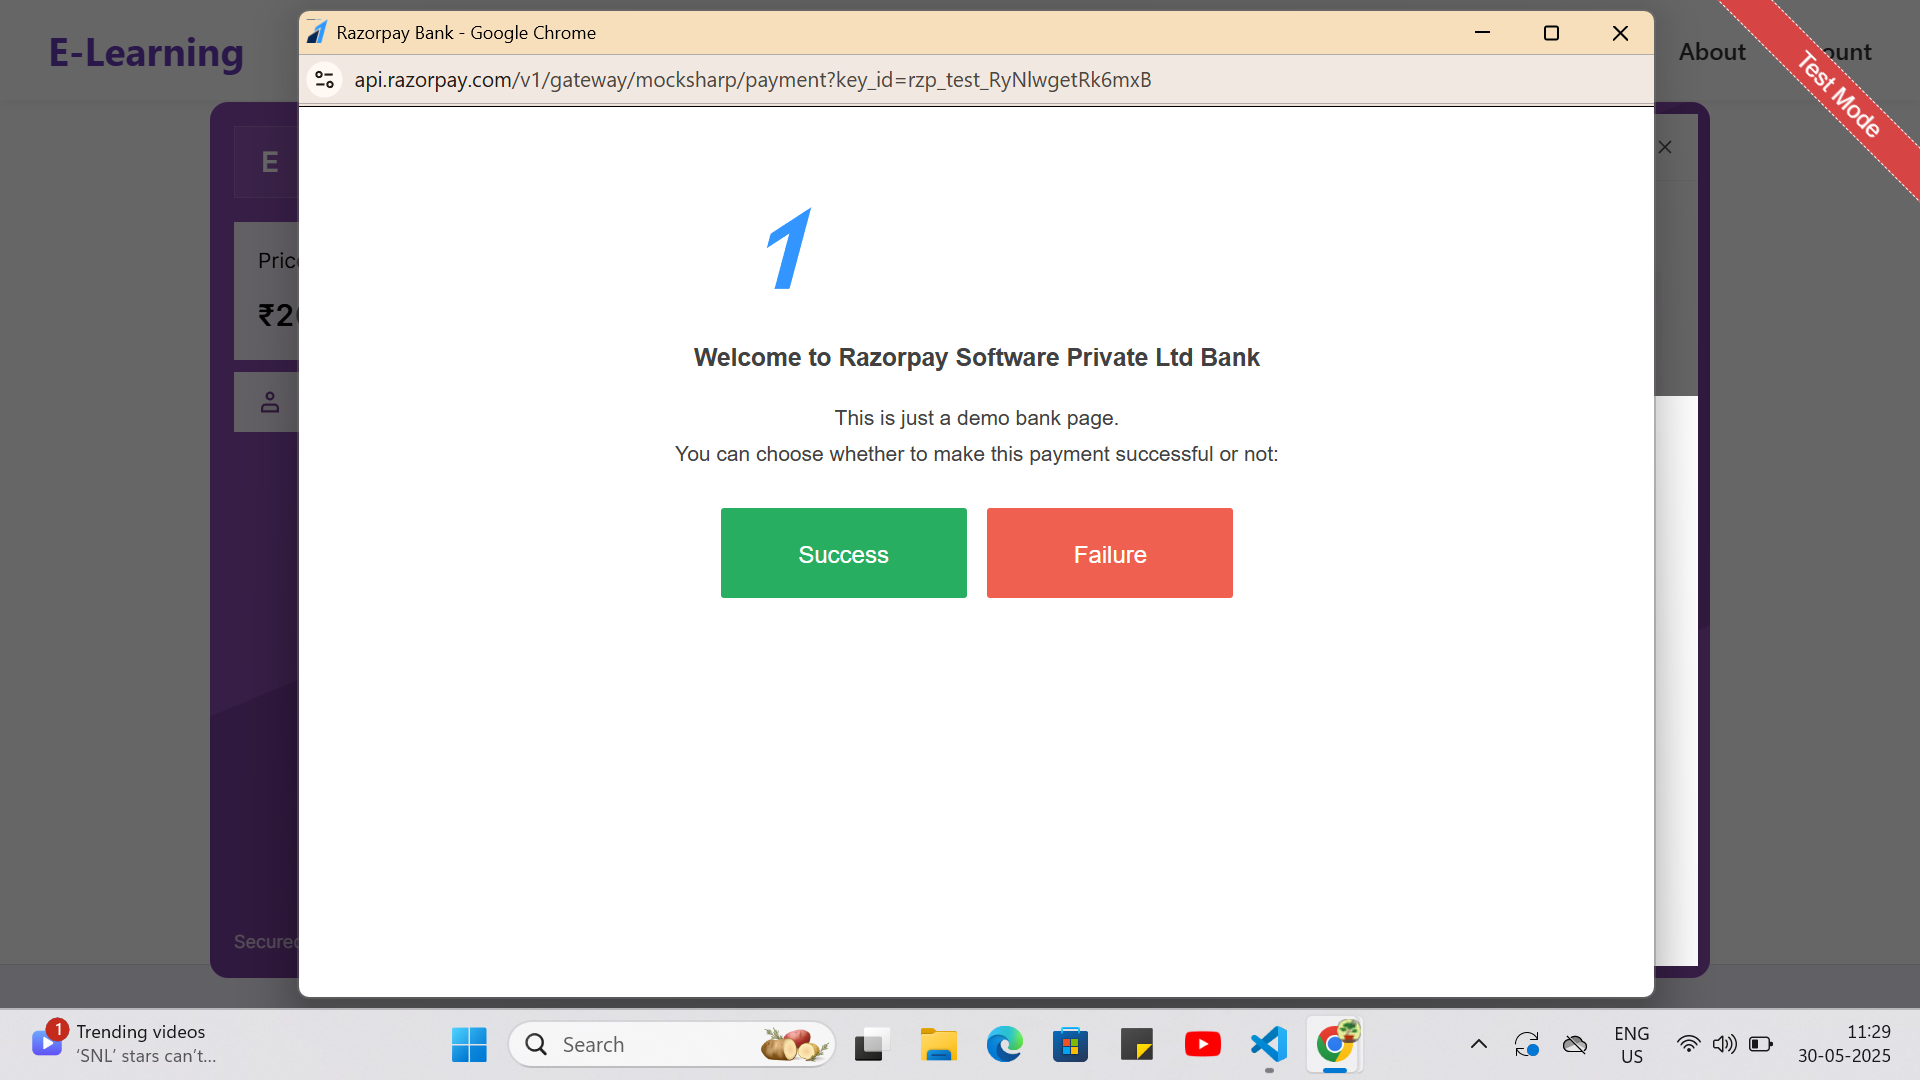 Razorpay Bank - Google Chrome
api.razorpay.com/v1/gateway/mocksharp/payment?key_id=rzp_test_RyNlwgetRk6mxB
E-Learning
About
ount
Test Mode
E
Pric
₹20
Welcome to Razorpay Software Private Ltd Bank
This is just a demo bank page.
You can choose whether to make this payment successful or not:
Success
Failure
Secured
1
Trending videos
‘SNL’ stars can’t...
Search
ENG
US
11:29
30-05-2025